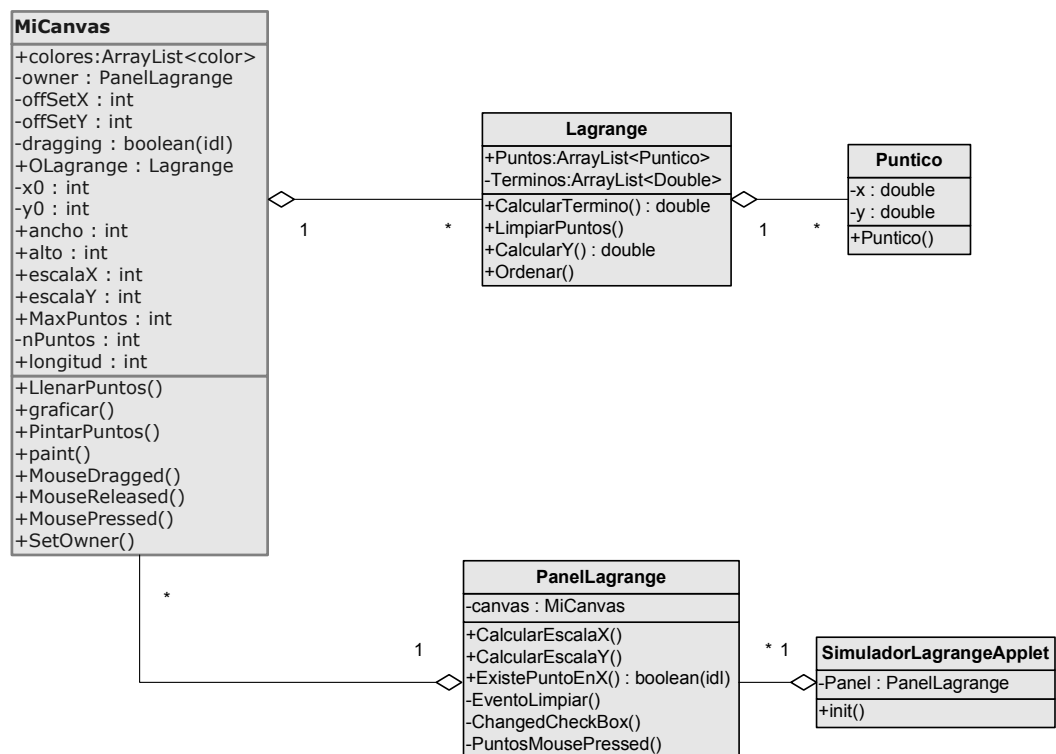 MiCanvas
+colores:ArrayList<color>
-owner : PanelLagrange
-offSetX : int
-offSetY : int
-dragging : boolean(idl)
+OLagrange : Lagrange
-x0 : int
-y0 : int
+ancho : int
+alto : int
+escalaX : int
+escalaY : int
+MaxPuntos : int
-nPuntos : int
+longitud : int
+LlenarPuntos()
+graficar()
+PintarPuntos()
+paint()
+MouseDragged()
+MouseReleased()
+MousePressed()
+SetOwner()
1
*
Lagrange
+Puntos:ArrayList<Puntico>
-Terminos:ArrayList<Double>
+CalcularTermino() : double
+LimpiarPuntos()
+CalcularY() : double
+Ordenar()
1
*
Puntico
-x : double
-y : double
+Puntico()
*
1
PanelLagrange
-canvas : MiCanvas
+CalcularEscalaX()
+CalcularEscalaY()
+ExistePuntoEnX() : boolean(idl)
-EventoLimpiar()
-ChangedCheckBox()
-PuntosMousePressed()
* 1
SimuladorLagrangeApplet
-Panel : PanelLagrange
+init()